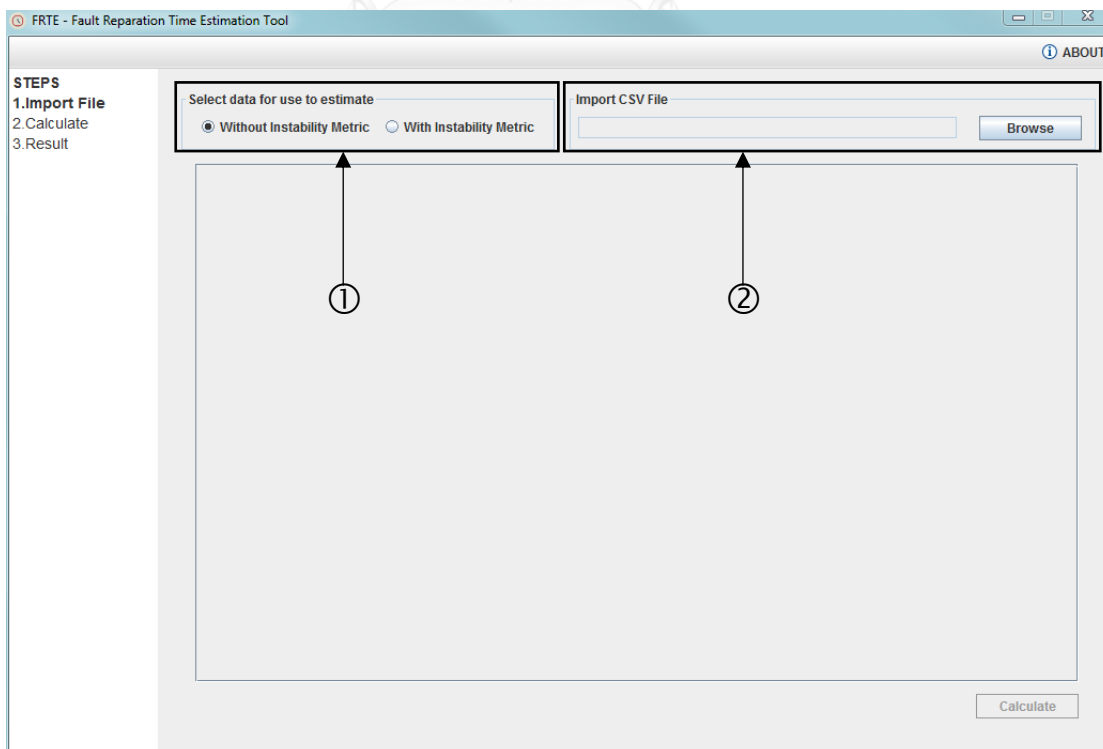 FRTE - Fault Reparation Time Estimation Tool
ABOUT
STEPS
1.Import File
2.Calculate
3.Result
Select data for use to estimate
Without Instability Metric With Instability Metric
Import CSV File
Browse
①
②
Calculate